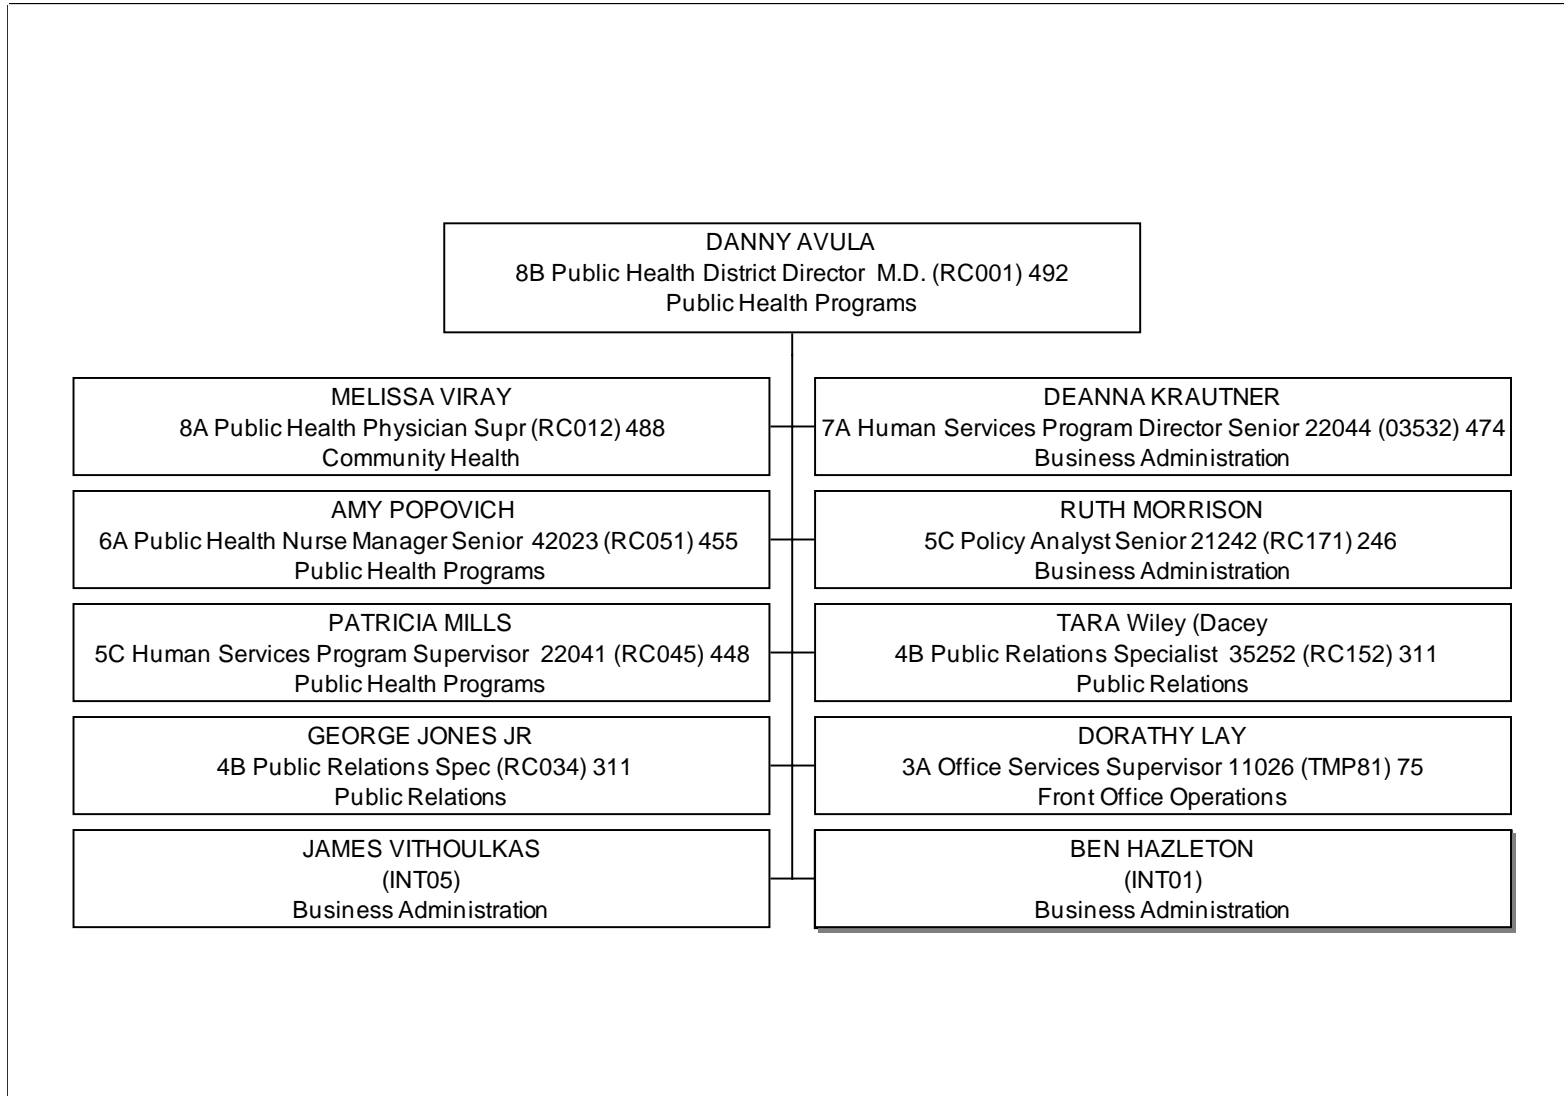 DANNY AVULA
8B Public Health District Director M.D. (RC001) 492
Public Health Programs
MELISSA VIRAY
8A Public Health Physician Supr (RC012) 488
Community Health
DEANNA KRAUTNER
7A Human Services Program Director Senior 22044 (03532) 474
Business Administration
AMY POPOVICH
6A Public Health Nurse Manager Senior 42023 (RC051) 455
Public Health Programs
RUTH MORRISON
5C Policy Analyst Senior 21242 (RC171) 246
Business Administration
PATRICIA MILLS
5C Human Services Program Supervisor 22041 (RC045) 448
Public Health Programs
TARA Wiley (Dacey
4B Public Relations Specialist 35252 (RC152) 311
Public Relations
GEORGE JONES JR
4B Public Relations Spec (RC034) 311
Public Relations
DORATHY LAY
3A Office Services Supervisor 11026 (TMP81) 75
Front Office Operations
JAMES VITHOULKAS
(INT05)
Business Administration
BEN HAZLETON
(INT01)
Business Administration